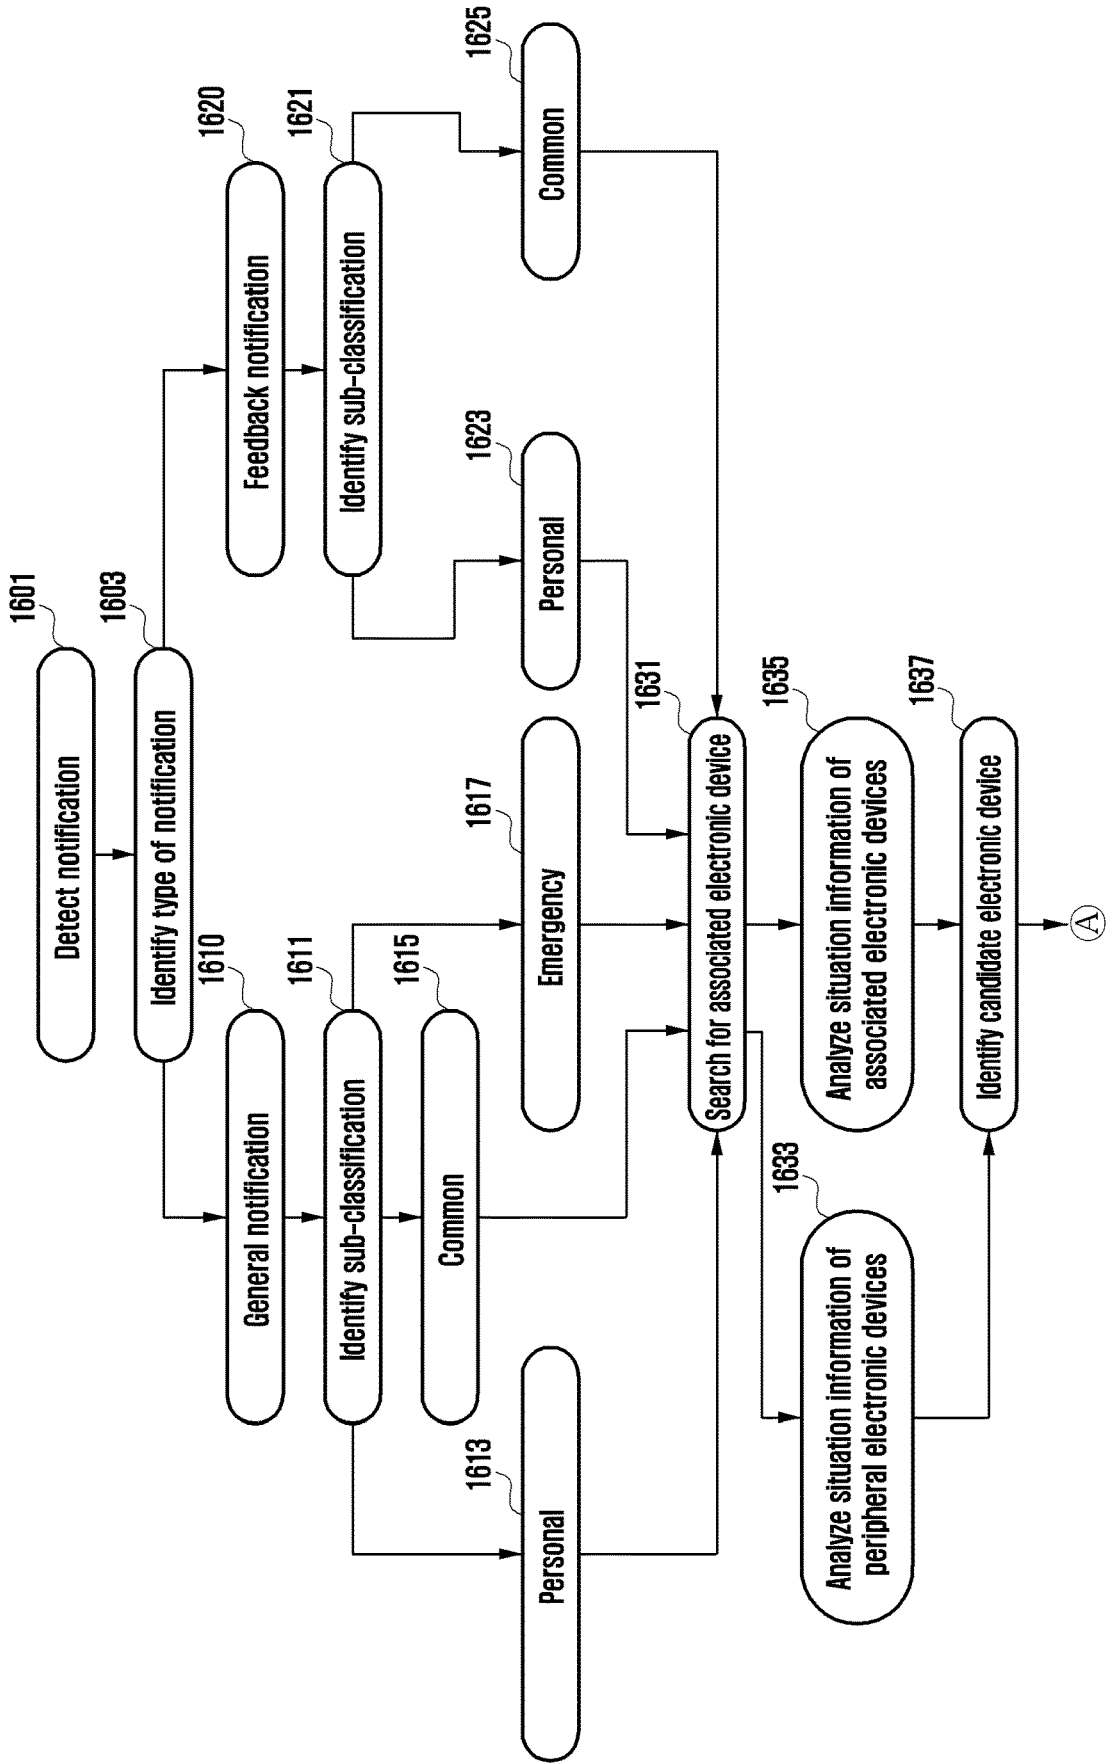 1601
Detect notification
1603
Identify type of notification
1610
General notification
1620
Feedback notification
1611
Identify sub-classification
1621
Identify sub-classification
1615
Common
1613
Personal
1617
Emergency
1623
Personal
1625
Common
1631
Search for associated electronic device
1633
Analyze situation information of
peripheral electronic devices
1635
Analyze situation information of
associated electronic devices
1637
Identify candidate electronic device
A